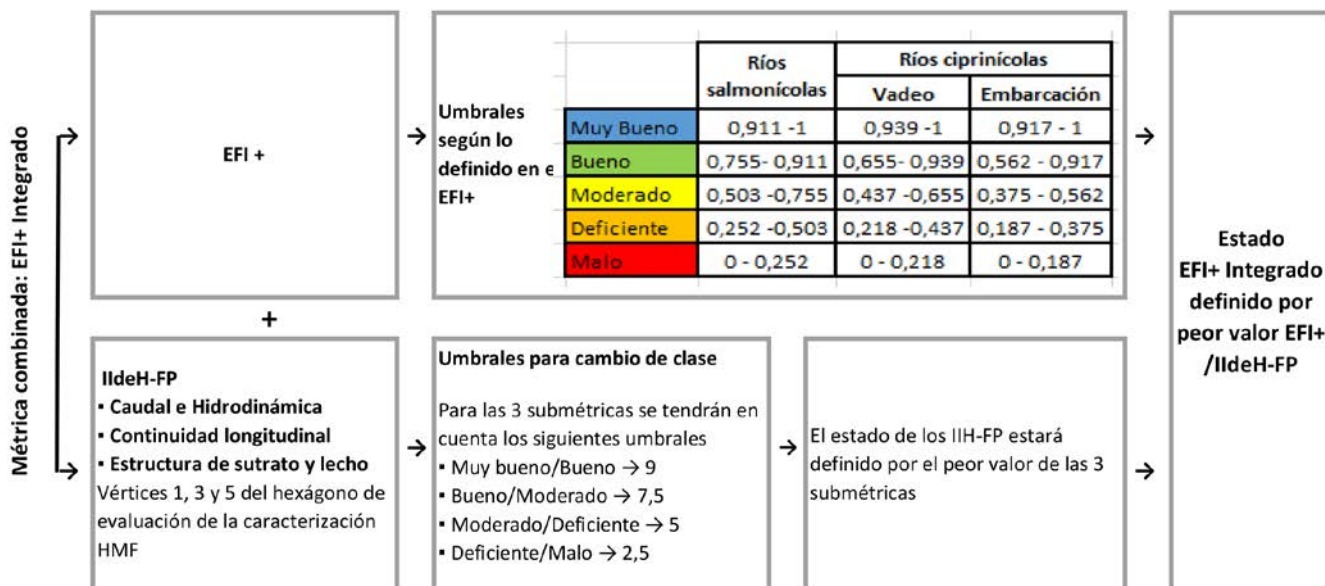 Métrica combinada: EFI+ Integrado
EFI +
Umbrales
según lo
definido en e
EFI+
Ríos
salmonícolas
Ríos ciprinícolas
Vadeo
Embarcación
Muy Bueno 0,911 -1 0,939 -1 0,917 - 1
Bueno 0,755- 0,911 0,655- 0,939 0,562 - 0,917
Moderado 0,503 -0,755 0,437 -0,655 0,375 - 0,562
Deficiente 0,252 -0,503 0,218 -0,437 0,187 - 0,375
Malo 0 - 0,252 0 - 0,218 0 - 0,187
+
IIdeH-FP
▪ Caudal e Hidrodinámica
▪ Continuidad longitudinal
▪ Estructura de sutrato y lecho
Vértices 1, 3 y 5 del hexágono de
evaluación de la caracterización
HMF
Umbrales para cambio de clase
Para las 3 submétricas se tendrán en
cuenta los siguientes umbrales
▪ Muy bueno/Bueno → 9
▪ Bueno/Moderado → 7,5
▪ Moderado/Deficiente → 5
▪ Deficiente/Malo → 2,5
El estado de los IIH-FP estará
definido por el peor valor de las 3
submétricas
Estado
EFI+ Integrado
definido por
peor valor EFI+
/IIdeH-FP